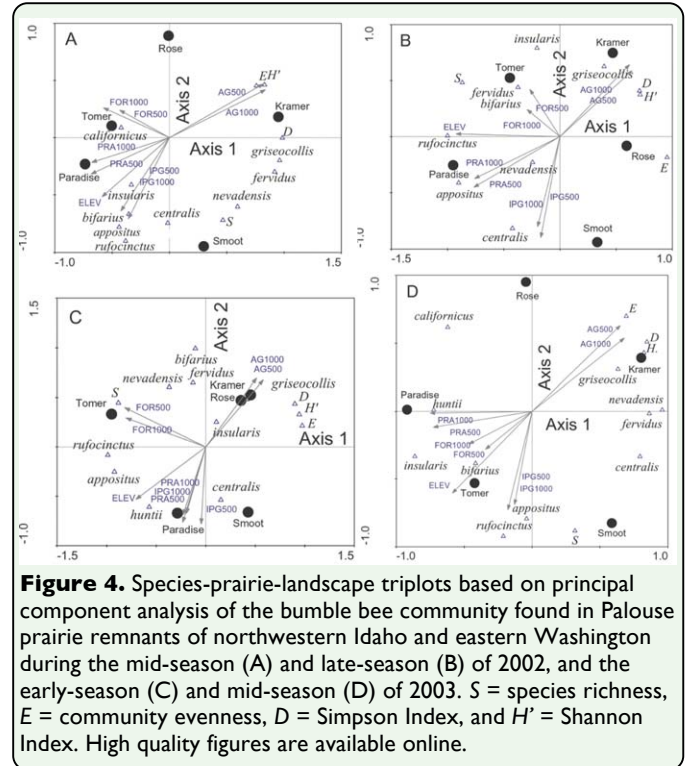 A
1.0
Rose
Axis 2
EH'
AG500
FOR1000
FOR500
AG1000
Kramer
Tomer
californicus
D
Axis 1
PRA1000
griseocollis
PRA500
IPG500
fervidus
Paradise
IPG1000
insularis
ELEV
nevadensis
bifarius
centralis
S
appositus
rufocinctus
Smoot
-1.0
-1.0
1.5
B
1.0
insularis
Kramer
Tomer
Axis 2
griseocollis
S
fervidus
AG1000
D
bifarius
AG500
H'
FOR500
ELEV
FOR1000
Axis 1
rufocinctus
Rose
PRA1000
nevadensis
E
Paradise
PRA500
IPG500
appositus
IPG1000
centralis
Smoot
-1.0
-1.5
1.0
C
1.5
Axis 2
bifarius
AG1000
fervidus
AG500
nevadensis
Kramer
griseocollis
S
Rose
Tomer
FOR500
H'
FOR1000
insularis
E
Axis 1
rufocinctus
appositus
PRA1000
IPG1000
centralis
ELEV
PRA500
IPG500
huntii
Paradise
Smoot
-1.0
-1.5
1.5
D
1.0
Rose
E
californicus
AG500
D
AG1000
H.
Axis 2
Kramer
griseocollis
Paradise
huntii
nevadensis
PRA1000
Axis 1
fervidus
PRA500
FOR1000
insularis
FOR500
centralis
bifarius
ELEV
IPG500
Tomer
IPG1000
appositus
rufocinctus
S
Smoot
-1.0
-1.0
1.0
Figure 4. Species-prairie-landscape triplots based on principal
component analysis of the bumble bee community found in Palouse
prairie remnants of northwestern Idaho and eastern Washington
during the mid-season (A) and late-season (B) of 2002, and the
early-season (C) and mid-season (D) of 2003. S = species richness,
E = community evenness, D = Simpson Index, and H' = Shannon
Index. High quality figures are available online.